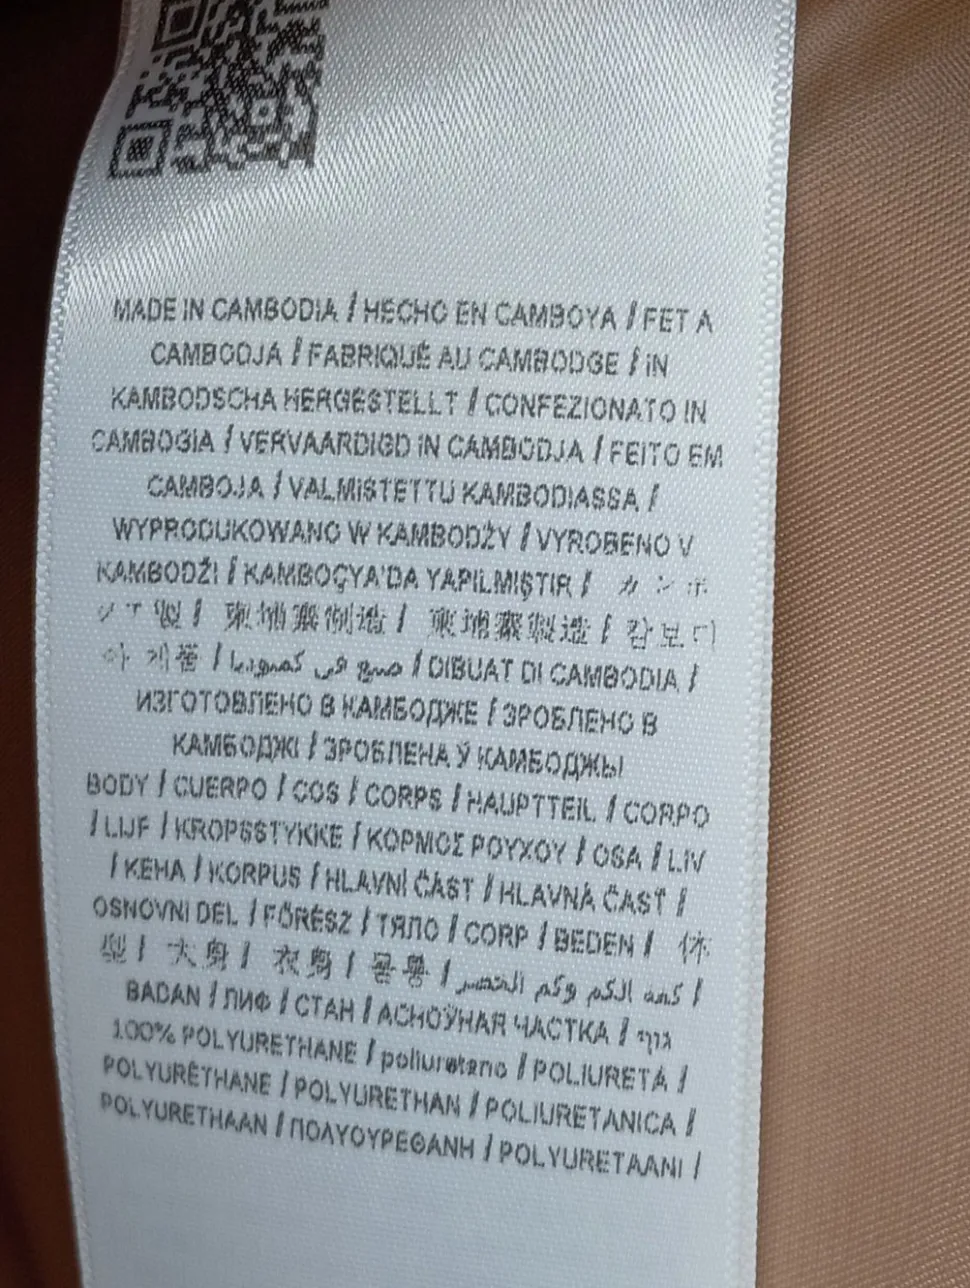 MADE IN CAMBODIA / HECHO EN CAMBOYA / FET A
CAMBODJA / FABRIQUÉ AU CAMBODGE / IN
KAMBODSCHA HERGESTELLT / CONFEZIONATO IN
CAMBOGIA / VERVAARDIGD IN CAMBODJA / FEITO EM
CAMBOJA / VALMISTETTU KAMBODIASSA /
WYPRODUKOWANO W KAMBODŻY / VYROBENO V
KAMBODŽI / KAMBOÇYA'DA YAPILMIŞTIR / カンボ
ジア製 / 柬埔寨制造 / 柬埔寨製造 / 캄보디
아 제품 / صنع في كمبوديا / DIBUAT DI CAMBODIA /
ИЗГОТОВЛЕНО В КАМБОДЖЕ / ЗРОБЛЕНО В
КАМБОДЖІ / ЗРОБЛЕНА Ў КАМБОДЖЫ
BODY / CUERPO / COS / CORPS / HAUPTTEIL / CORPO
/ LIJF / KROPSSTYKKE / ΚΟΡΜΟΣ ΡΟΥΧΟΥ / OSA / LIV
/ KEHA / KORPUSS / HLAVNÍ ČÁST / HLAVNÁ ČASŤ /
OSNOVNI DEL / FŐRÉSZ / ТЯЛО / CORP / BEDEN / 体
型 / 大身 / 衣身 / 몸통 /
BADAN / ЛИФ / СТАН / АСНОЎНАЯ ЧАСТКА / גוף
100% POLYURETHANE / poliuretano / POLIURETÀ /
POLYURÉTHANE / POLYURETHAN / POLIURETANICA /
POLYURETHAAN / ΠΟΛΥΟΥΡΕΘΑΝΗ / POLYURETAANI /